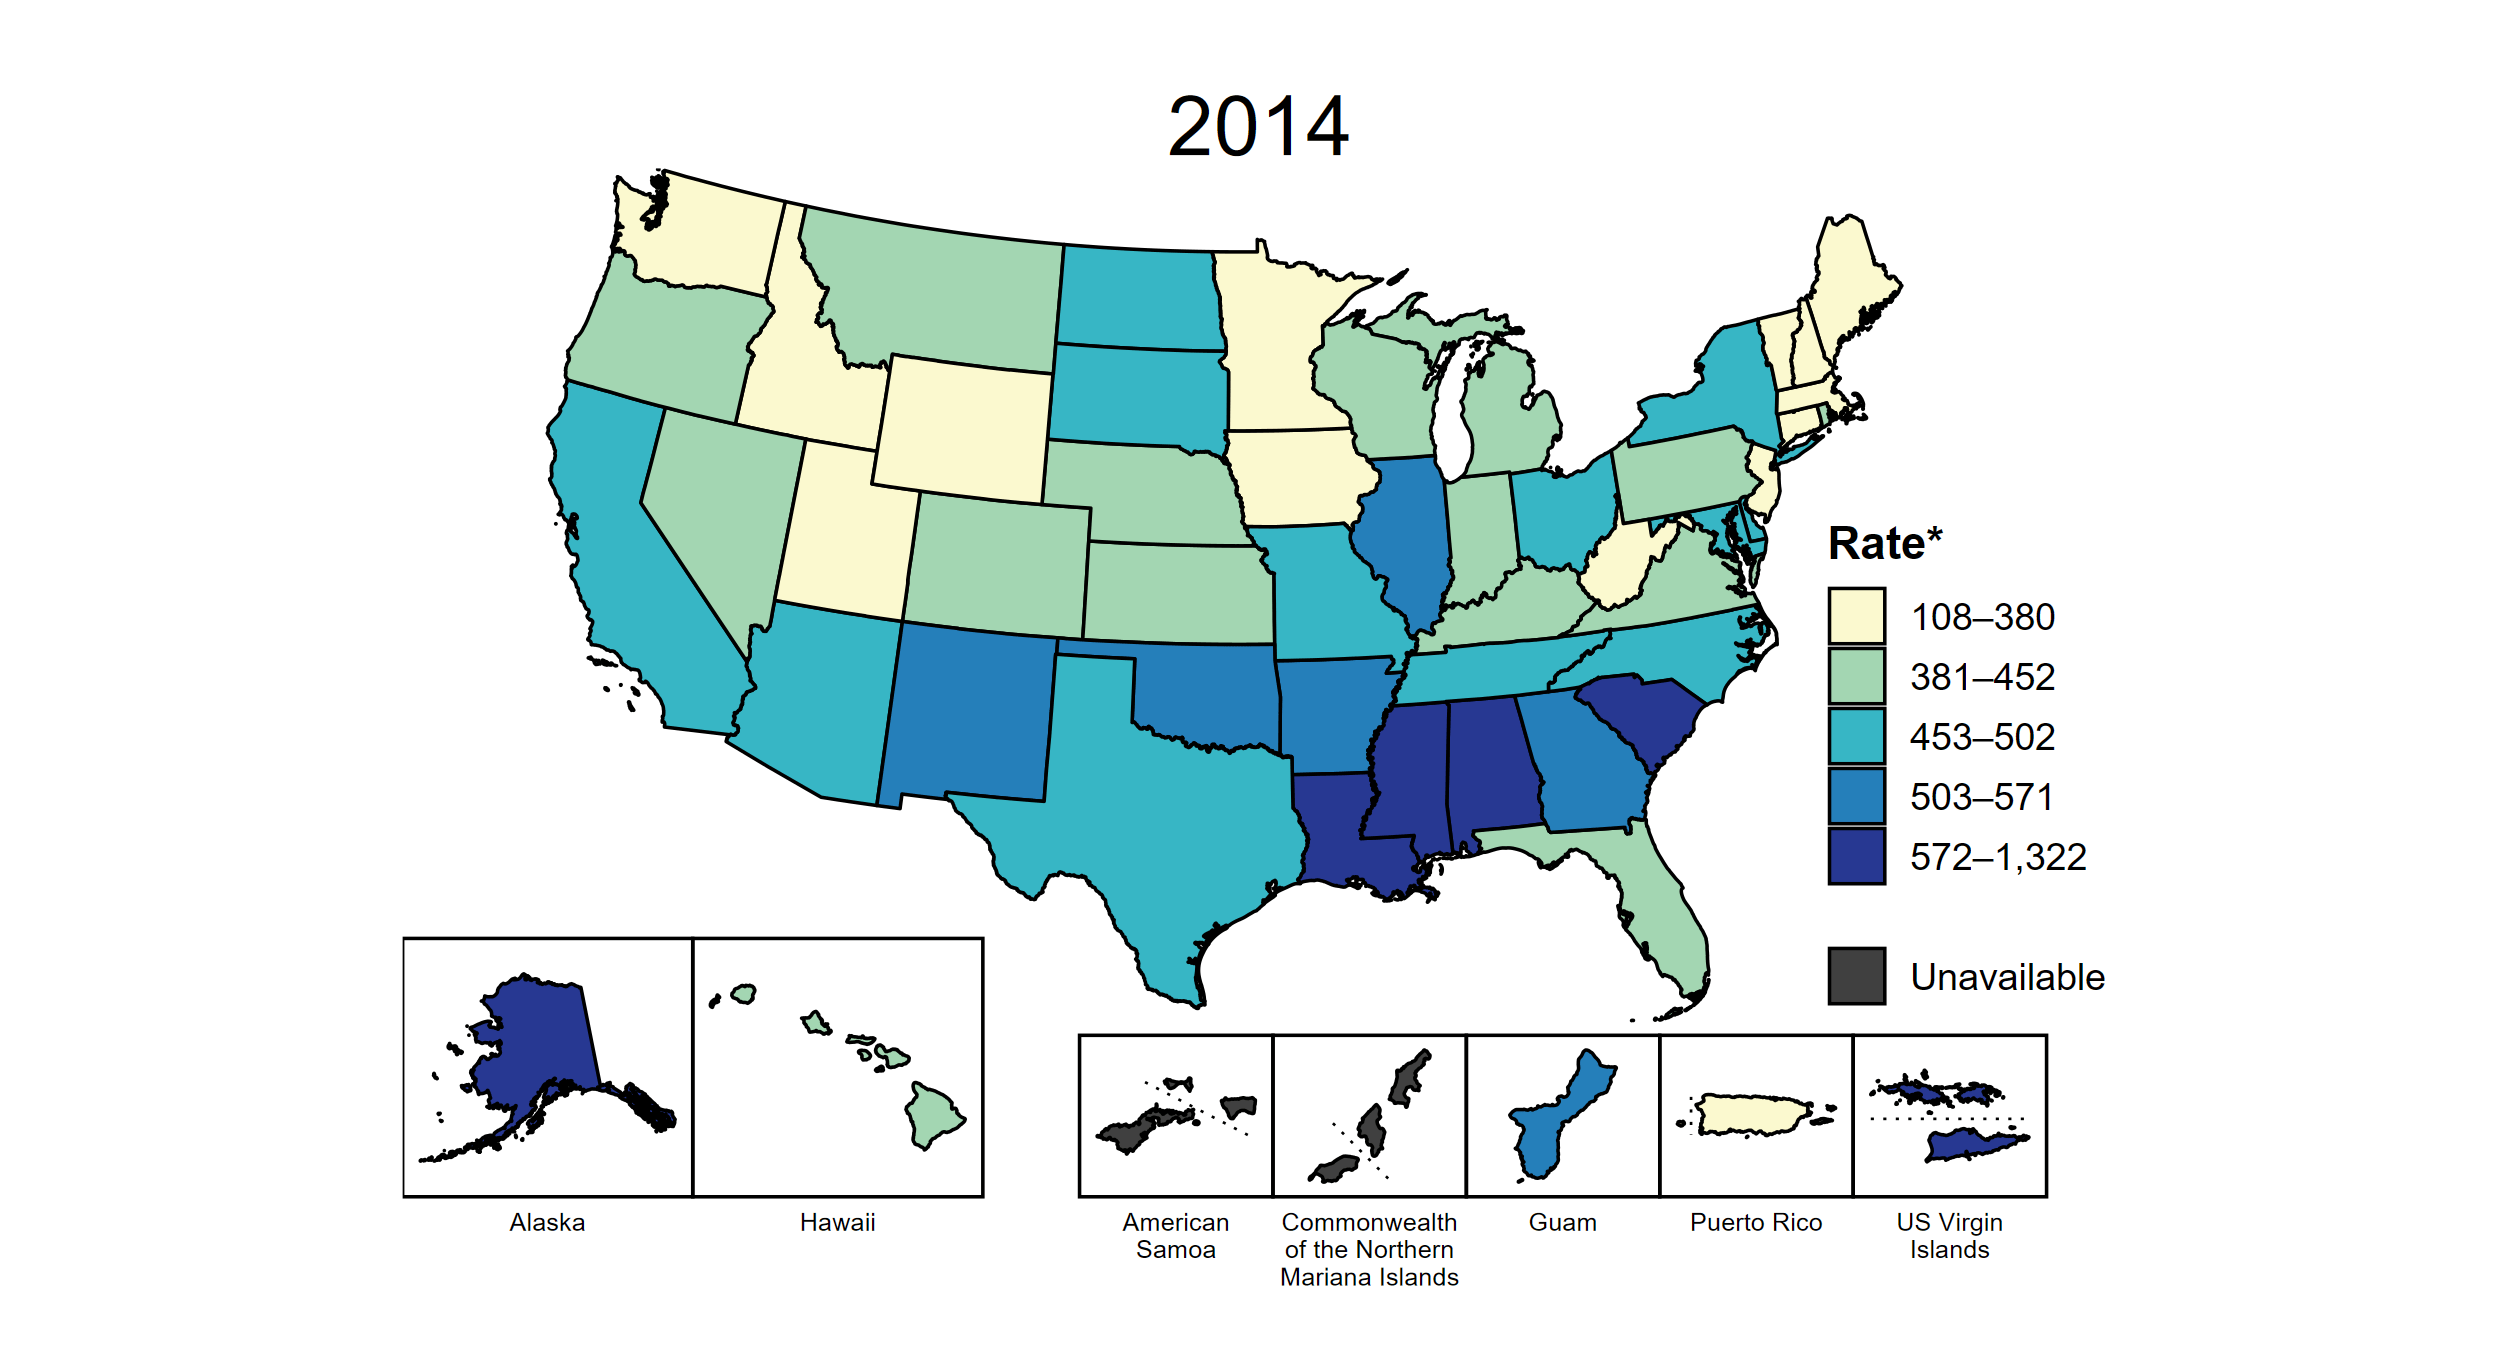 2014
Rate*
108–380
381–452
453–502
503–571
572–1,322
Unavailable
Alaska
Hawaii
American
Samoa
Commonwealth
of the Northern
Mariana Islands
Guam
Puerto Rico
US Virgin
Islands